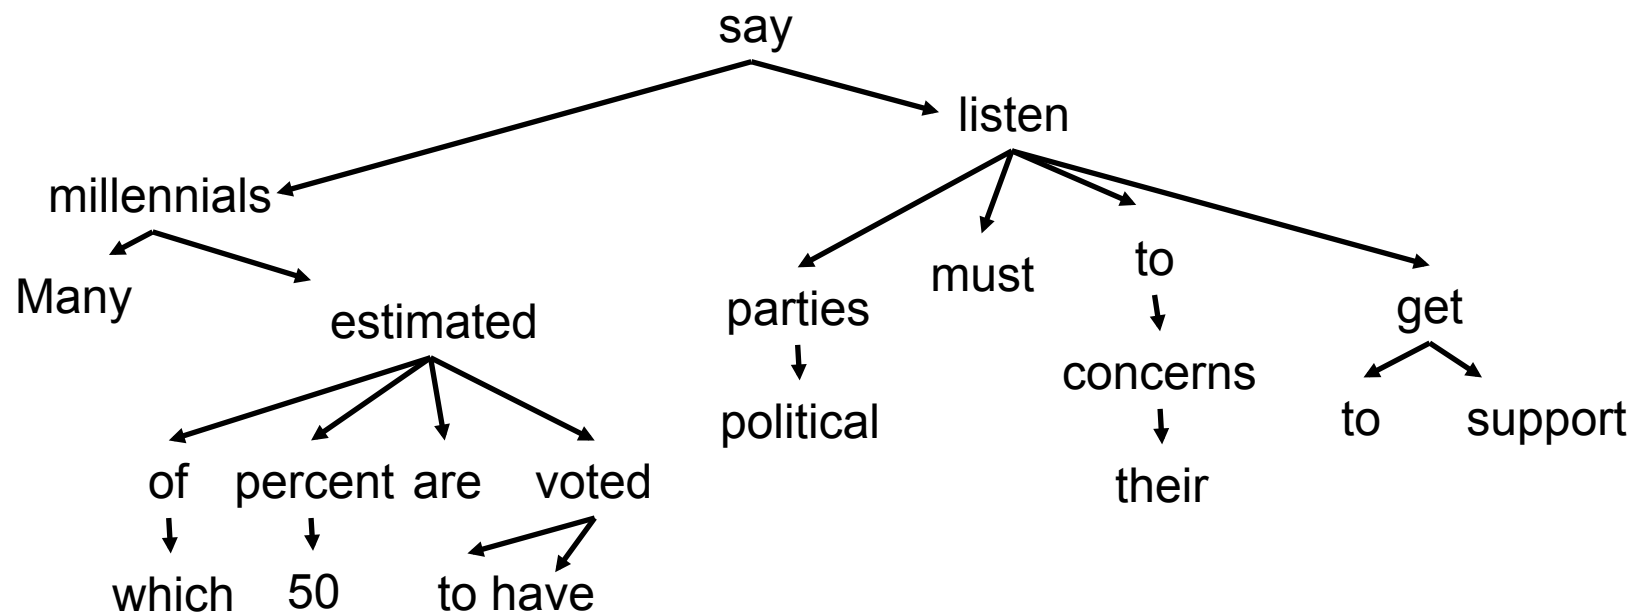 say
listen
millennials
Many
estimated
parties
must
to
get
political
concerns
to
support
of
percent
are
voted
their
which
50
to have